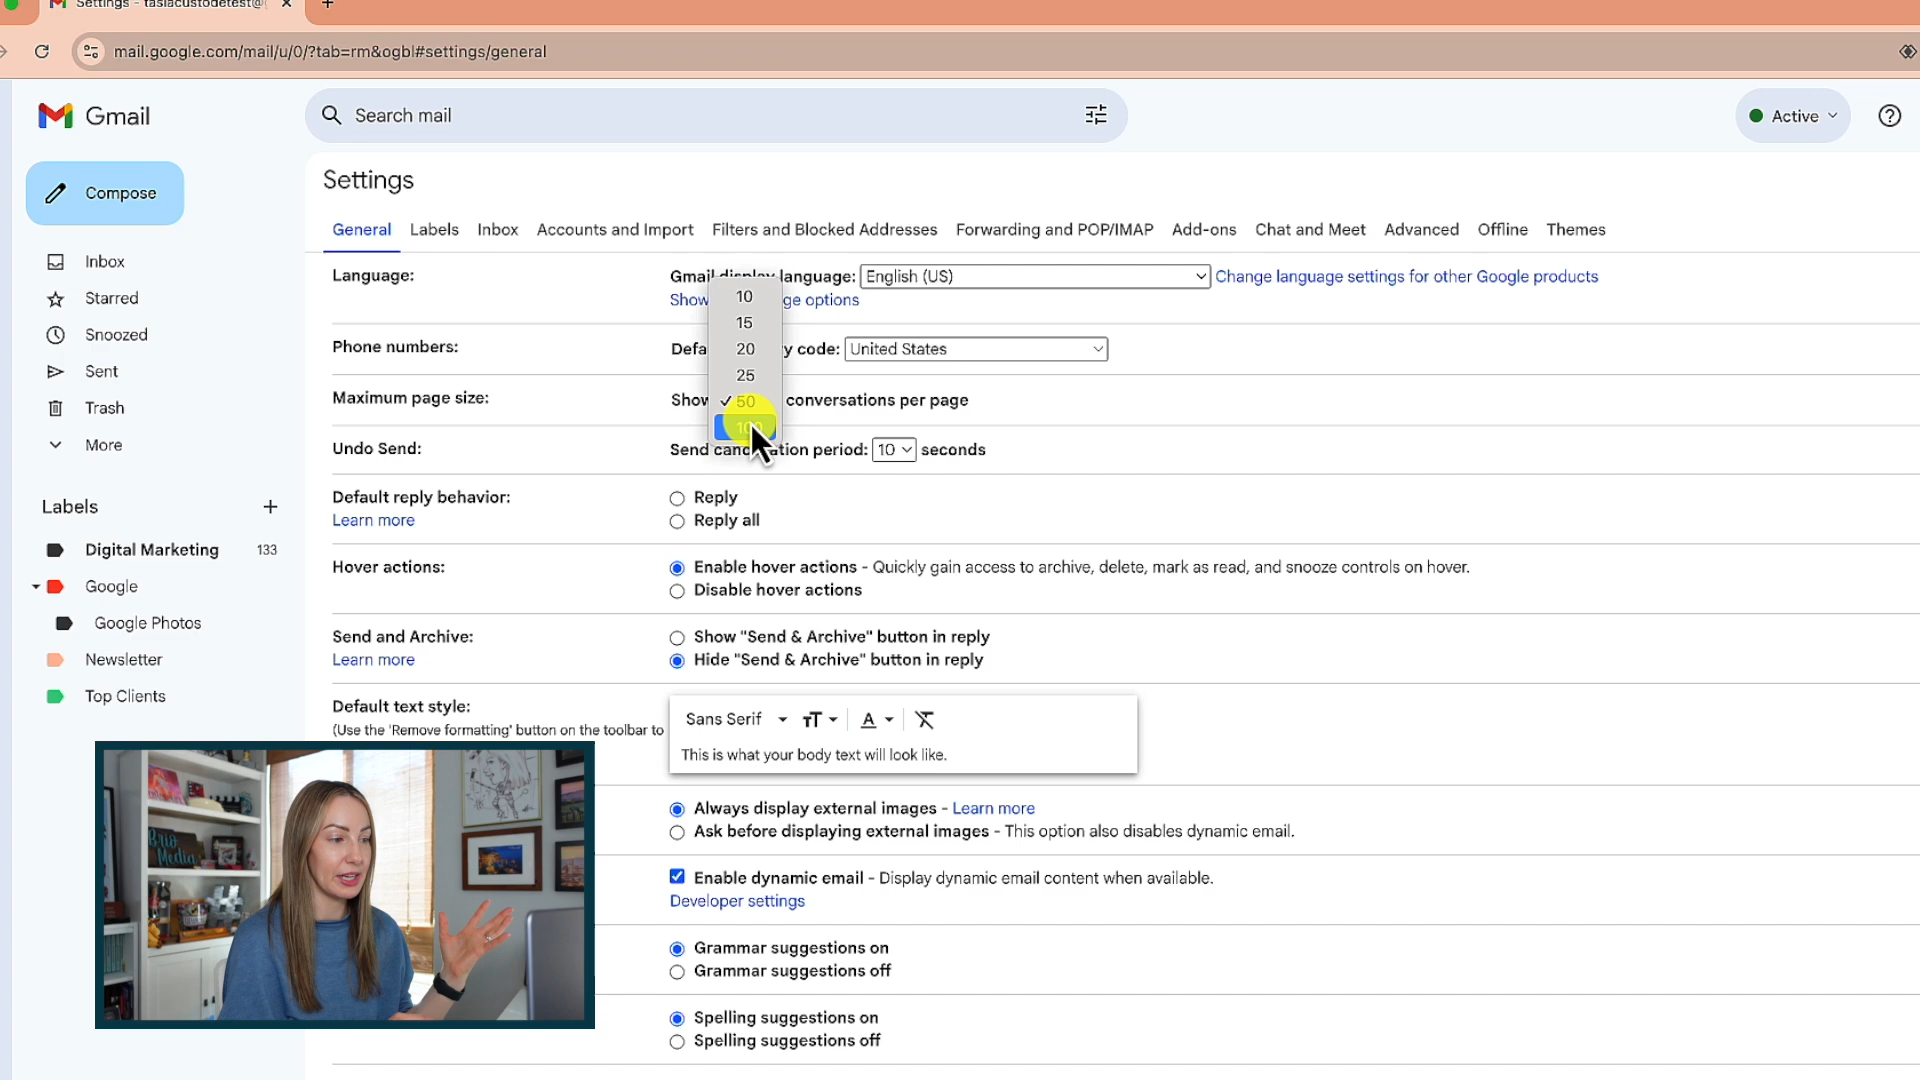 Settings - tasiacustodetest@
mail.google.com/mail/u/0/?tab=rm&ogbl#settings/general
Gmail
Search mail
Active
Compose
Inbox
Starred
Snoozed
Sent
Trash
More
Labels
Digital Marketing 133
Google
Google Photos
Newsletter
Top Clients
Settings
General Labels Inbox Accounts and Import Filters and Blocked Addresses Forwarding and POP/IMAP Add-ons Chat and Meet Advanced Offline Themes
Language:
Gmail display language: English (US) Change language settings for other Google products
Show ge options
10
15
20
25
50
100
Phone numbers:
Defa y code: United States
Maximum page size:
Show conversations per page
Undo Send:
Send cancellation period: 10 seconds
Default reply behavior:
Learn more
Reply
Reply all
Hover actions:
Enable hover actions - Quickly gain access to archive, delete, mark as read, and snooze controls on hover.
Disable hover actions
Send and Archive:
Learn more
Show "Send & Archive" button in reply
Hide "Send & Archive" button in reply
Default text style:
(Use the 'Remove formatting' button on the toolbar to
Sans Serif
This is what your body text will look like.
Always display external images - Learn more
Ask before displaying external images - This option also disables dynamic email.
Enable dynamic email - Display dynamic email content when available.
Developer settings
Grammar suggestions on
Grammar suggestions off
Spelling suggestions on
Spelling suggestions off
Brio
Media